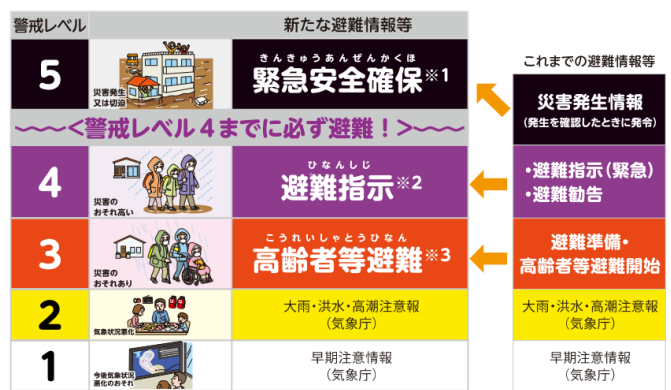 警戒レベル
新たな避難情報等
これまでの避難情報等
5
災害発生
又は切迫
きんきゅうあんぜんかくほ
緊急安全確保※1
災害発生情報
(発生を確認したときに発令)
〜〜〜<警戒レベル4までに必ず避難!>〜〜〜
4
災害の
おそれ高い
ひなんしじ
避難指示※2
・避難指示(緊急)
・避難勧告
3
災害の
おそれあり
こうれいしゃとうひなん
高齢者等避難※3
避難準備・
高齢者等避難開始
2
気象状況悪化
大雨・洪水・高潮注意報
(気象庁)
大雨・洪水・高潮注意報
(気象庁)
1
今後気象状況
悪化のおそれ
早期注意情報
(気象庁)
早期注意情報
(気象庁)